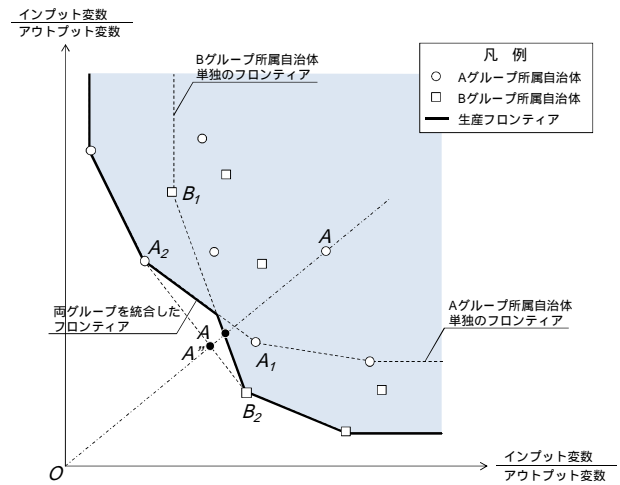 インプット変数
アウトプット変数
Bグループ所属自治体
単独のフロンティア
凡 例
Aグループ所属自治体
Bグループ所属自治体
生産フロンティア
B1
A2
A
両グループを統合した
フロンティア
A
A"
A1
Aグループ所属自治体
単独のフロンティア
B2
O
インプット変数
アウトプット変数